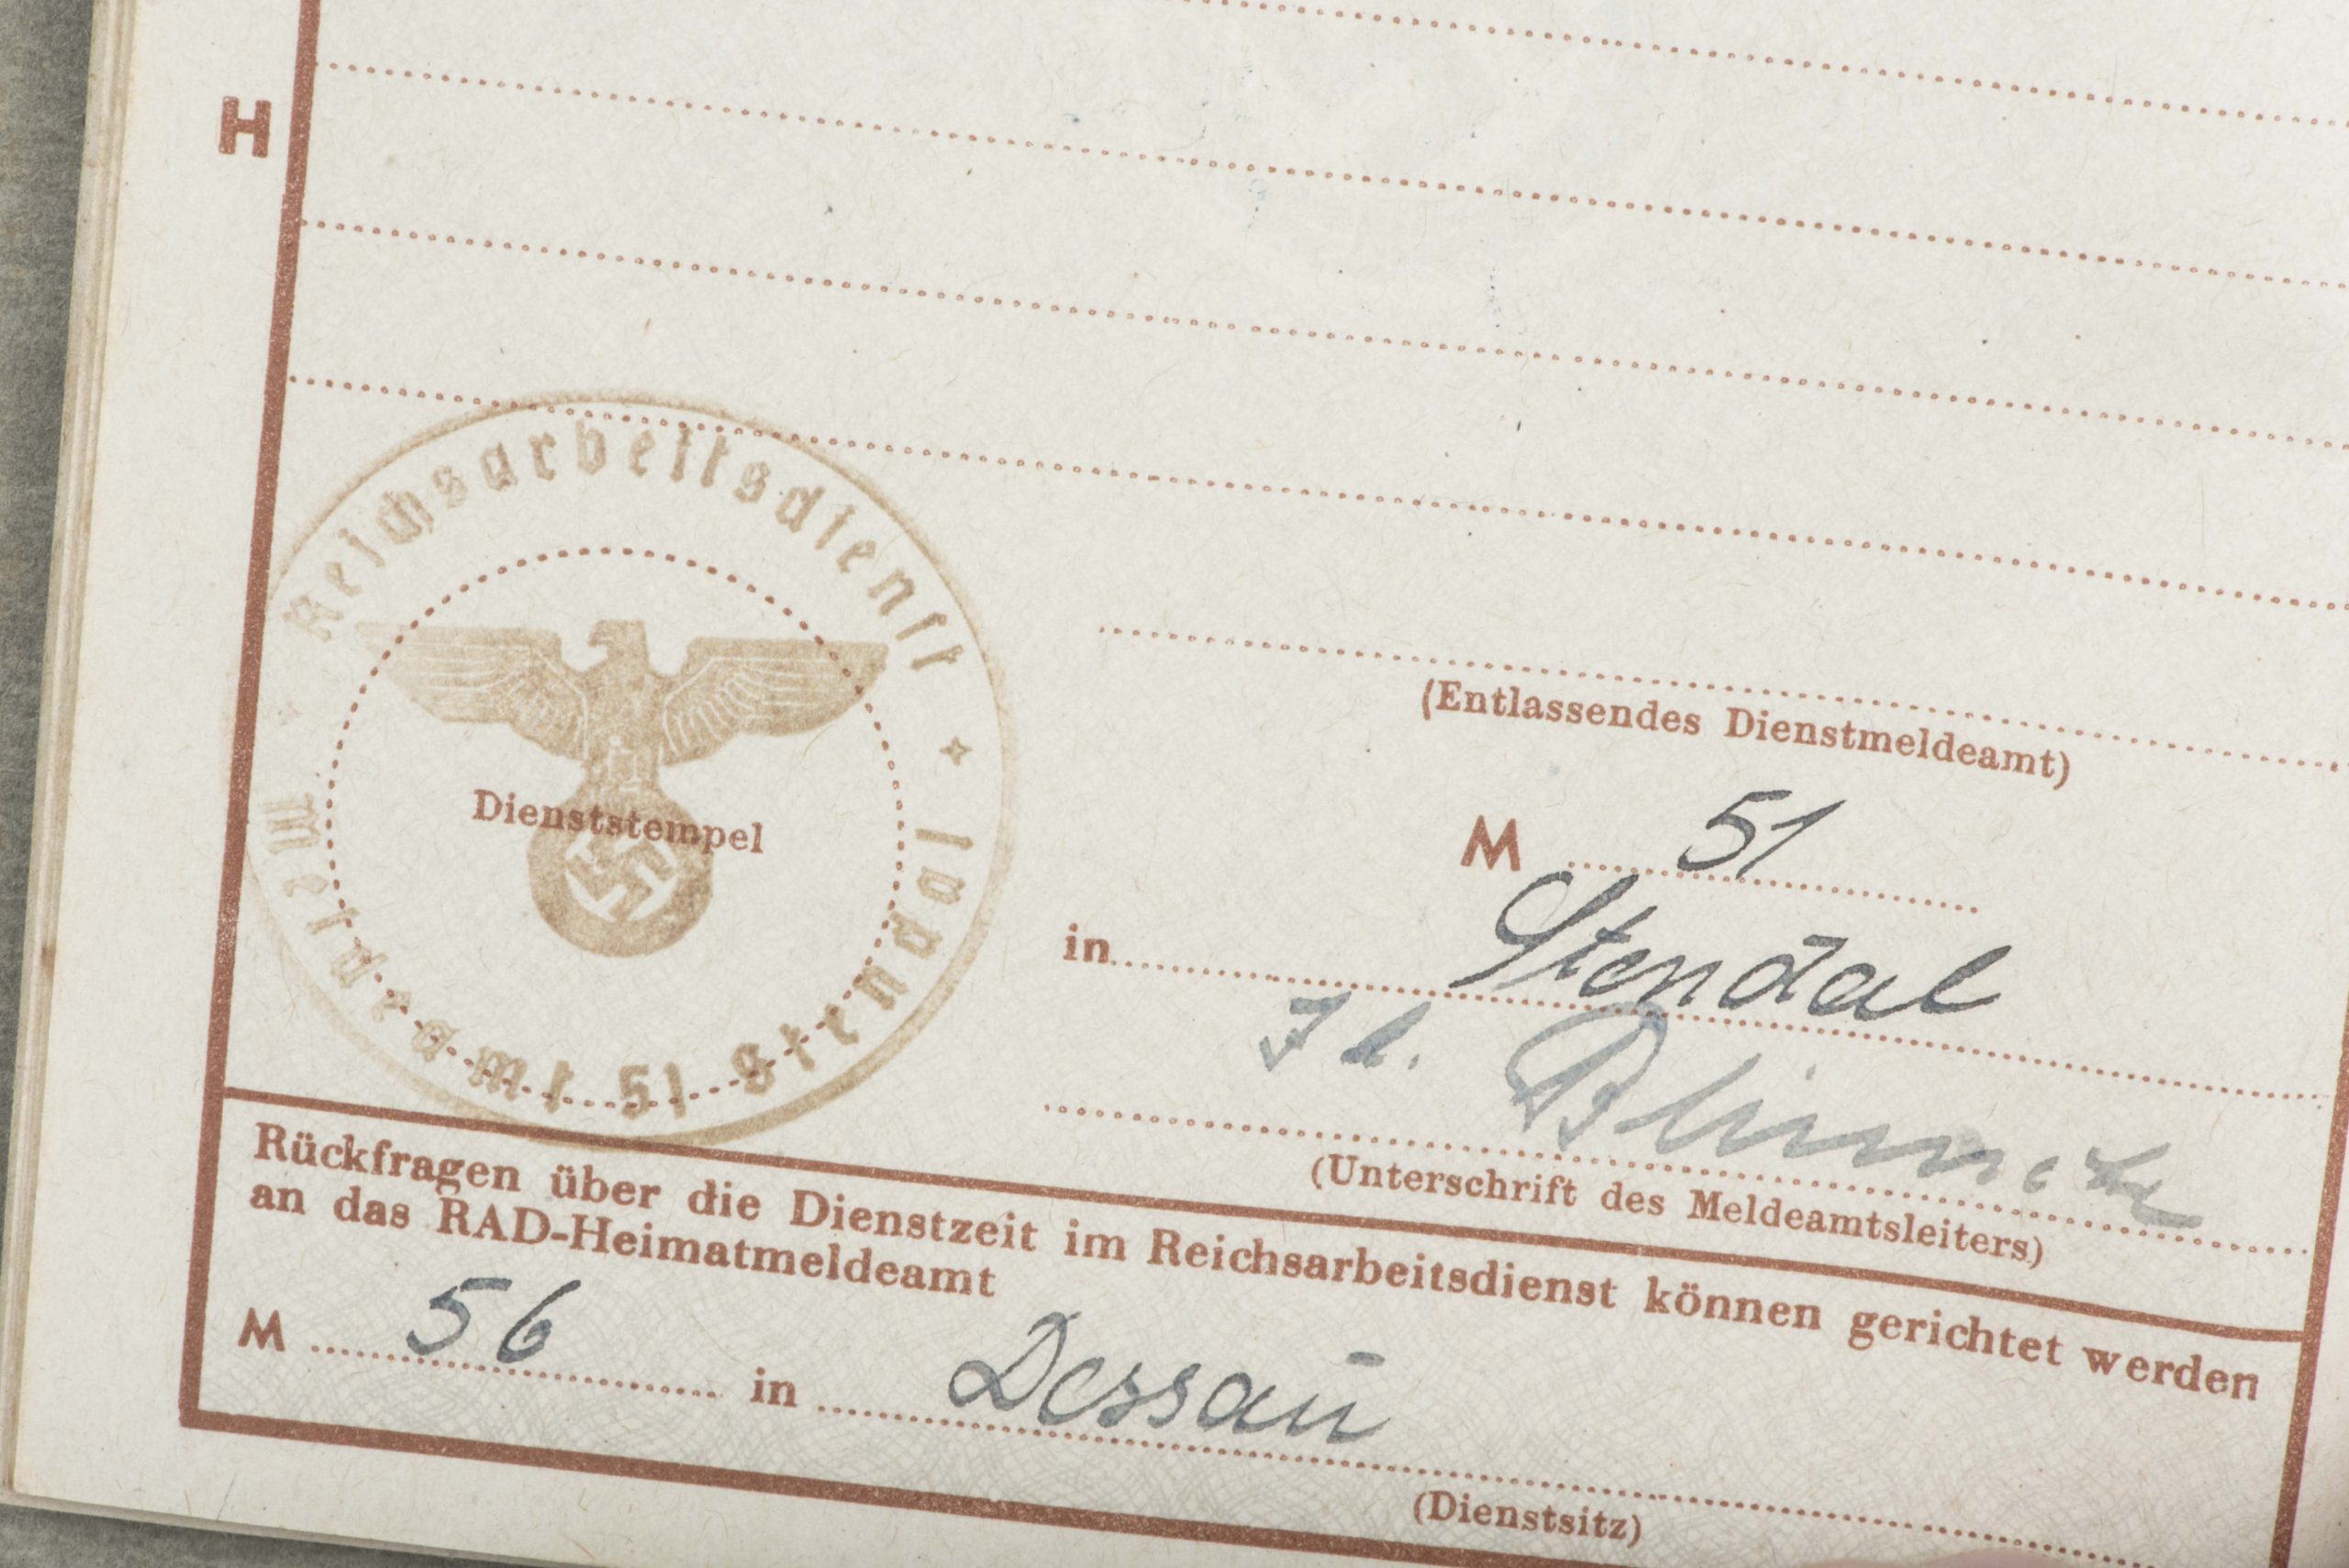 H
Reichsarbeitsdienst
Dienststempel
Meldeamt 51 Stendal
(Entlassendes Dienstmeldeamt)
M 51
in Stendal
(Unterschrift des Meldeamtsleiters)
Rückfragen über die Dienstzeit im Reichsarbeitsdienst können gerichtet werden
an das RAD-Heimatmeldeamt
M 56 in Dessau
(Dienstsitz)